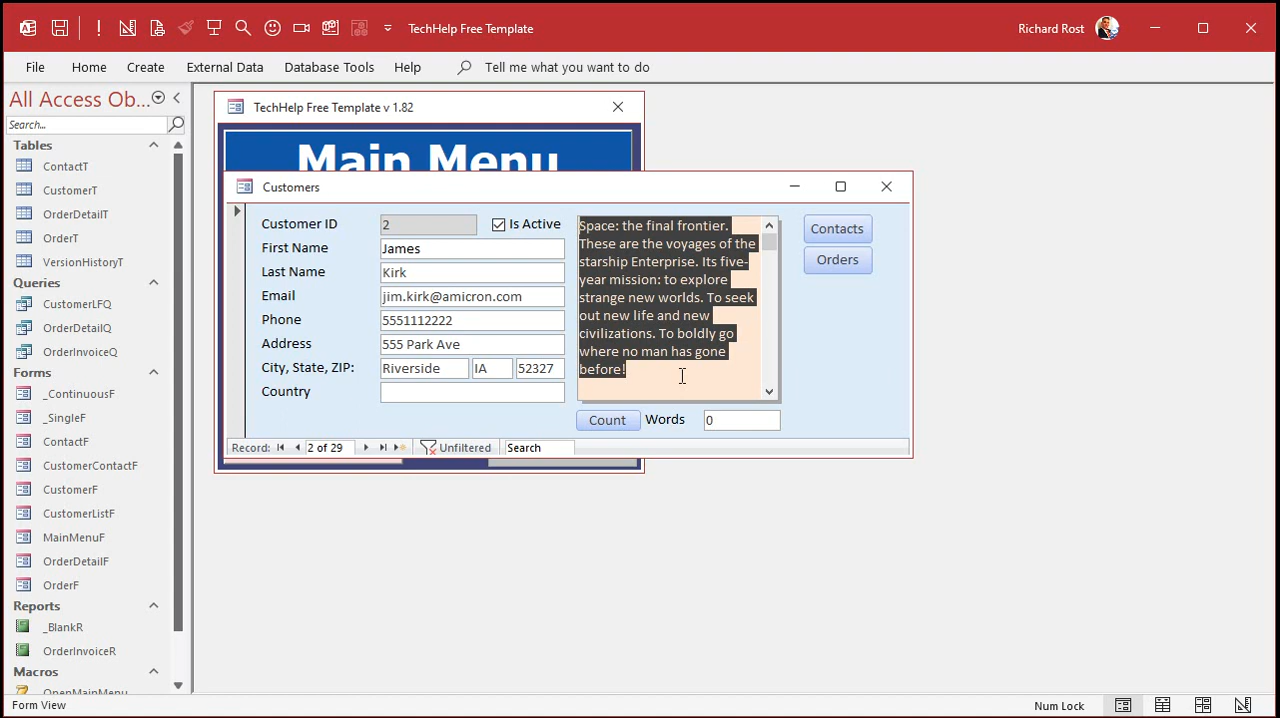 TechHelp Free Template
Richard Rost
File Home Create External Data Database Tools Help Tell me what you want to do
All Access Ob...
Search...
Tables
ContactT
CustomerT
OrderDetailT
OrderT
VersionHistoryT
Queries
CustomerLFQ
OrderDetailQ
OrderInvoiceQ
Forms
_ContinuousF
_SingleF
ContactF
CustomerContactF
CustomerF
CustomerListF
MainMenuF
OrderDetailF
OrderF
Reports
_BlankR
OrderInvoiceR
Macros
OpenMainMenu
TechHelp Free Template v 1.82
Main Menu
Customers
Customer ID 2 Is Active
First Name James
Last Name Kirk
Email jim.kirk@amicron.com
Phone 5551112222
Address 555 Park Ave
City, State, ZIP: Riverside IA 52327
Country
Space: the final frontier.
These are the voyages of the
starship Enterprise. Its five-
year mission: to explore
strange new worlds. To seek
out new life and new
civilizations. To boldly go
where no man has gone
before!
Contacts
Orders
Count Words 0
Record: 2 of 29 Unfiltered Search
Form View
Num Lock